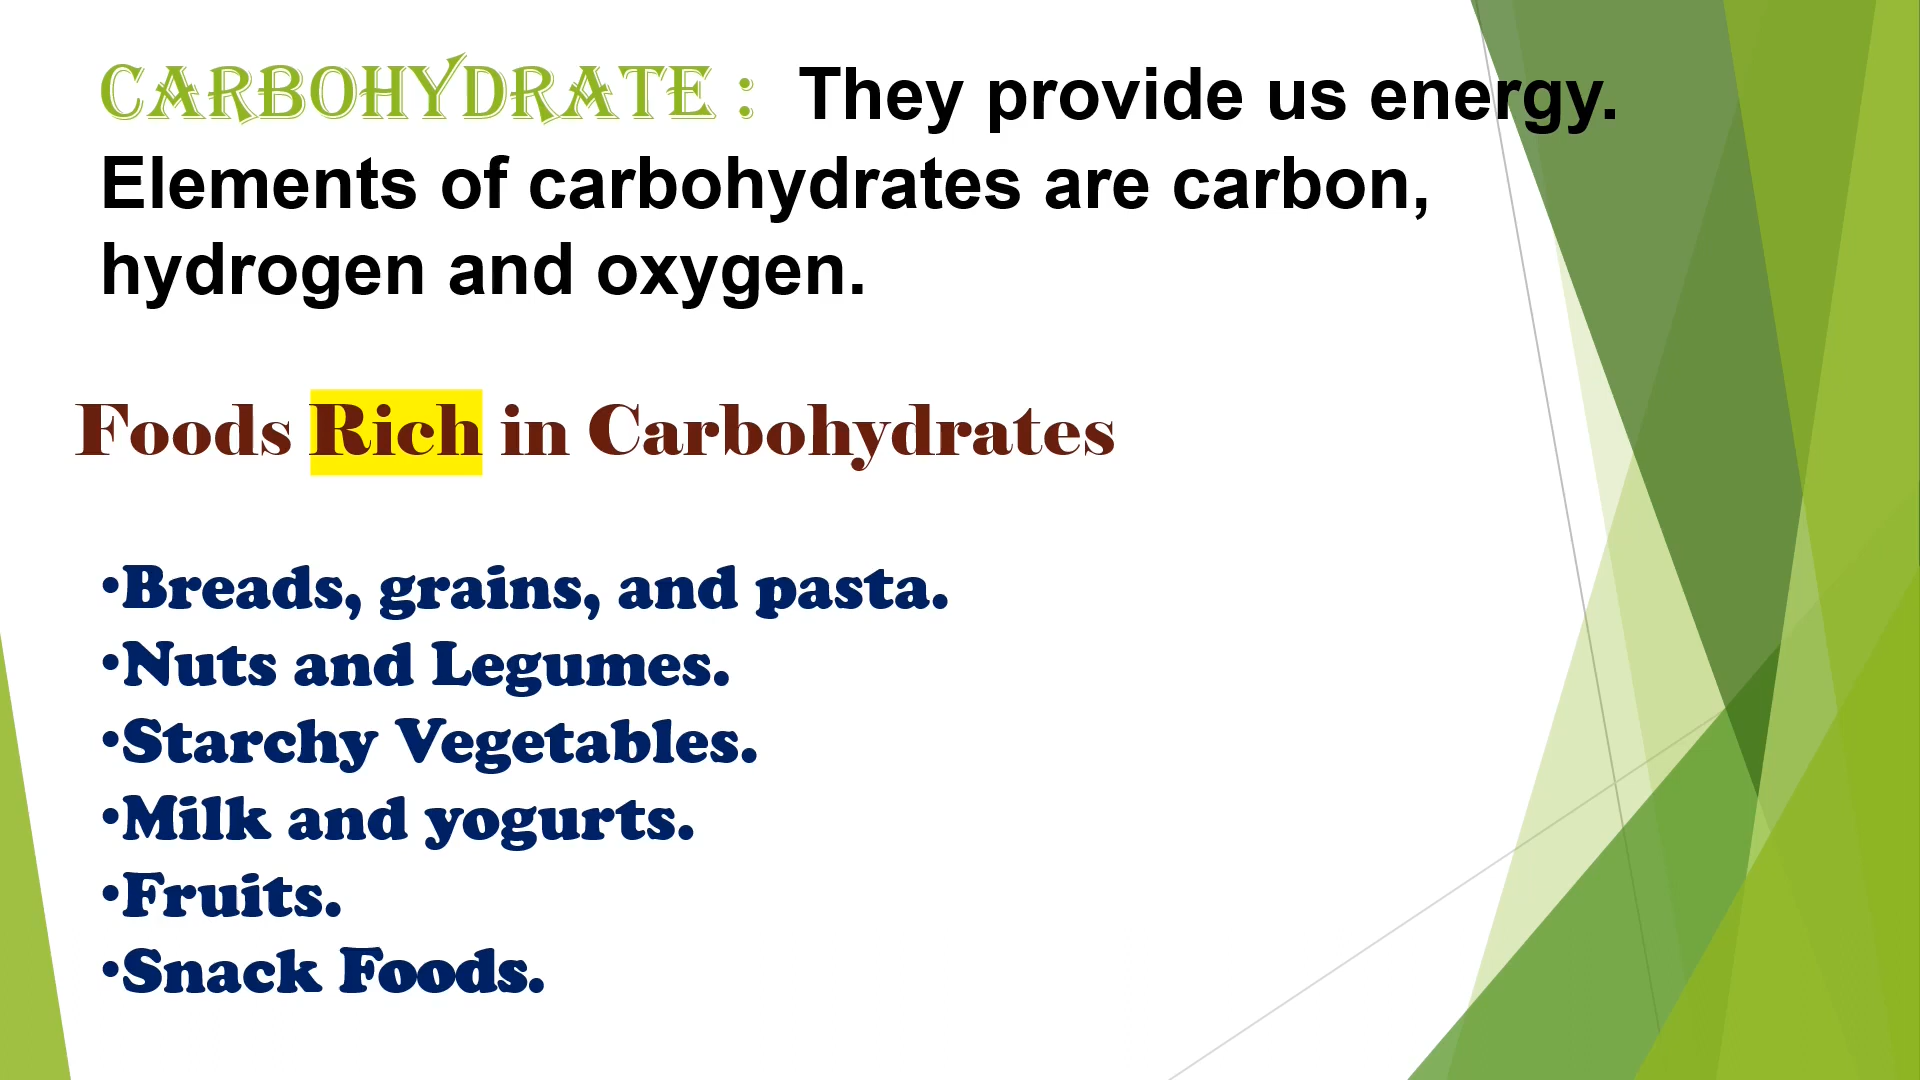 CARBOHYDRATE : They provide us energy.
Elements of carbohydrates are carbon,
hydrogen and oxygen.
Foods Rich in Carbohydrates
•Breads, grains, and pasta.
•Nuts and Legumes.
•Starchy Vegetables.
•Milk and yogurts.
•Fruits.
•Snack Foods.